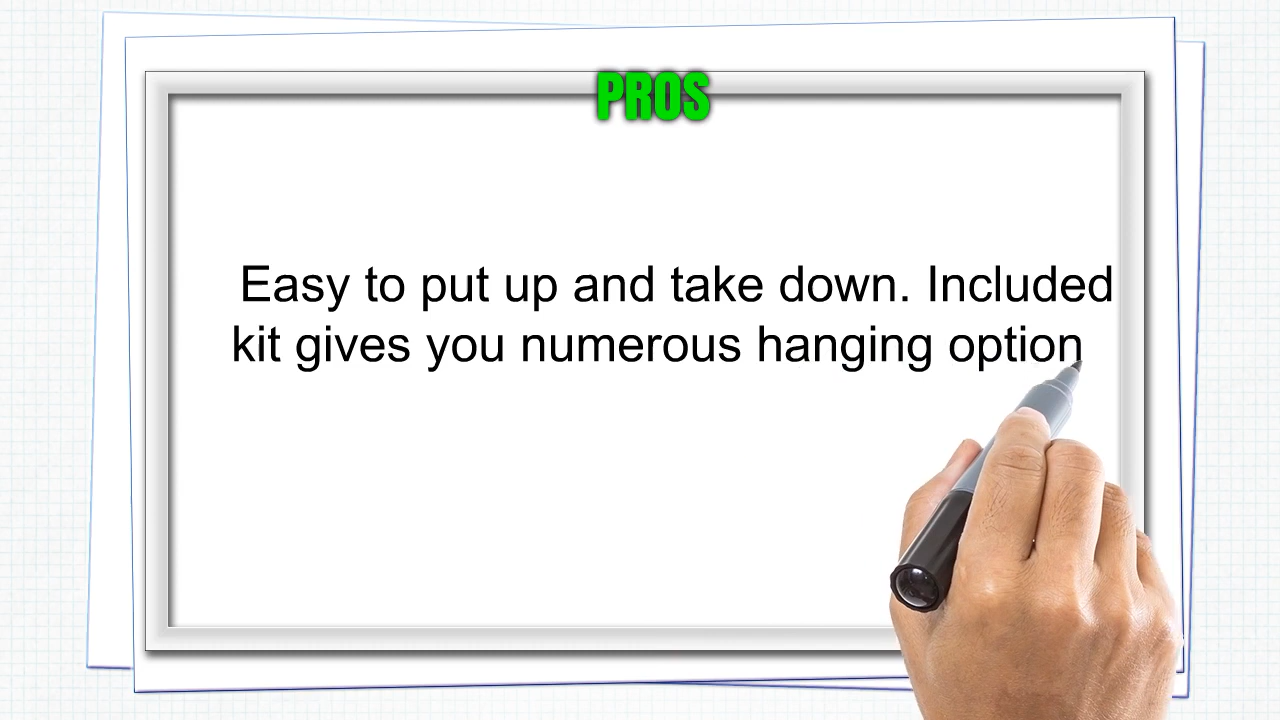 PROS
Easy to put up and take down. Included
kit gives you numerous hanging option